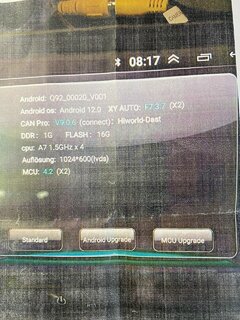 08:17
Android: Q92_0002D_V001
Android os: Android 12.0 XY AUTO: F7.3.7 (X2)
CAN Pro: V9.0.6 (connect): Hiworld-Dast
DDR: 1G FLASH: 16G
cpu: A7 1.5GHz x 4
Auflösung: 1024*600(lvds)
MCU: 4.2 (X2)
Standard
Android Upgrade
MCU Upgrade